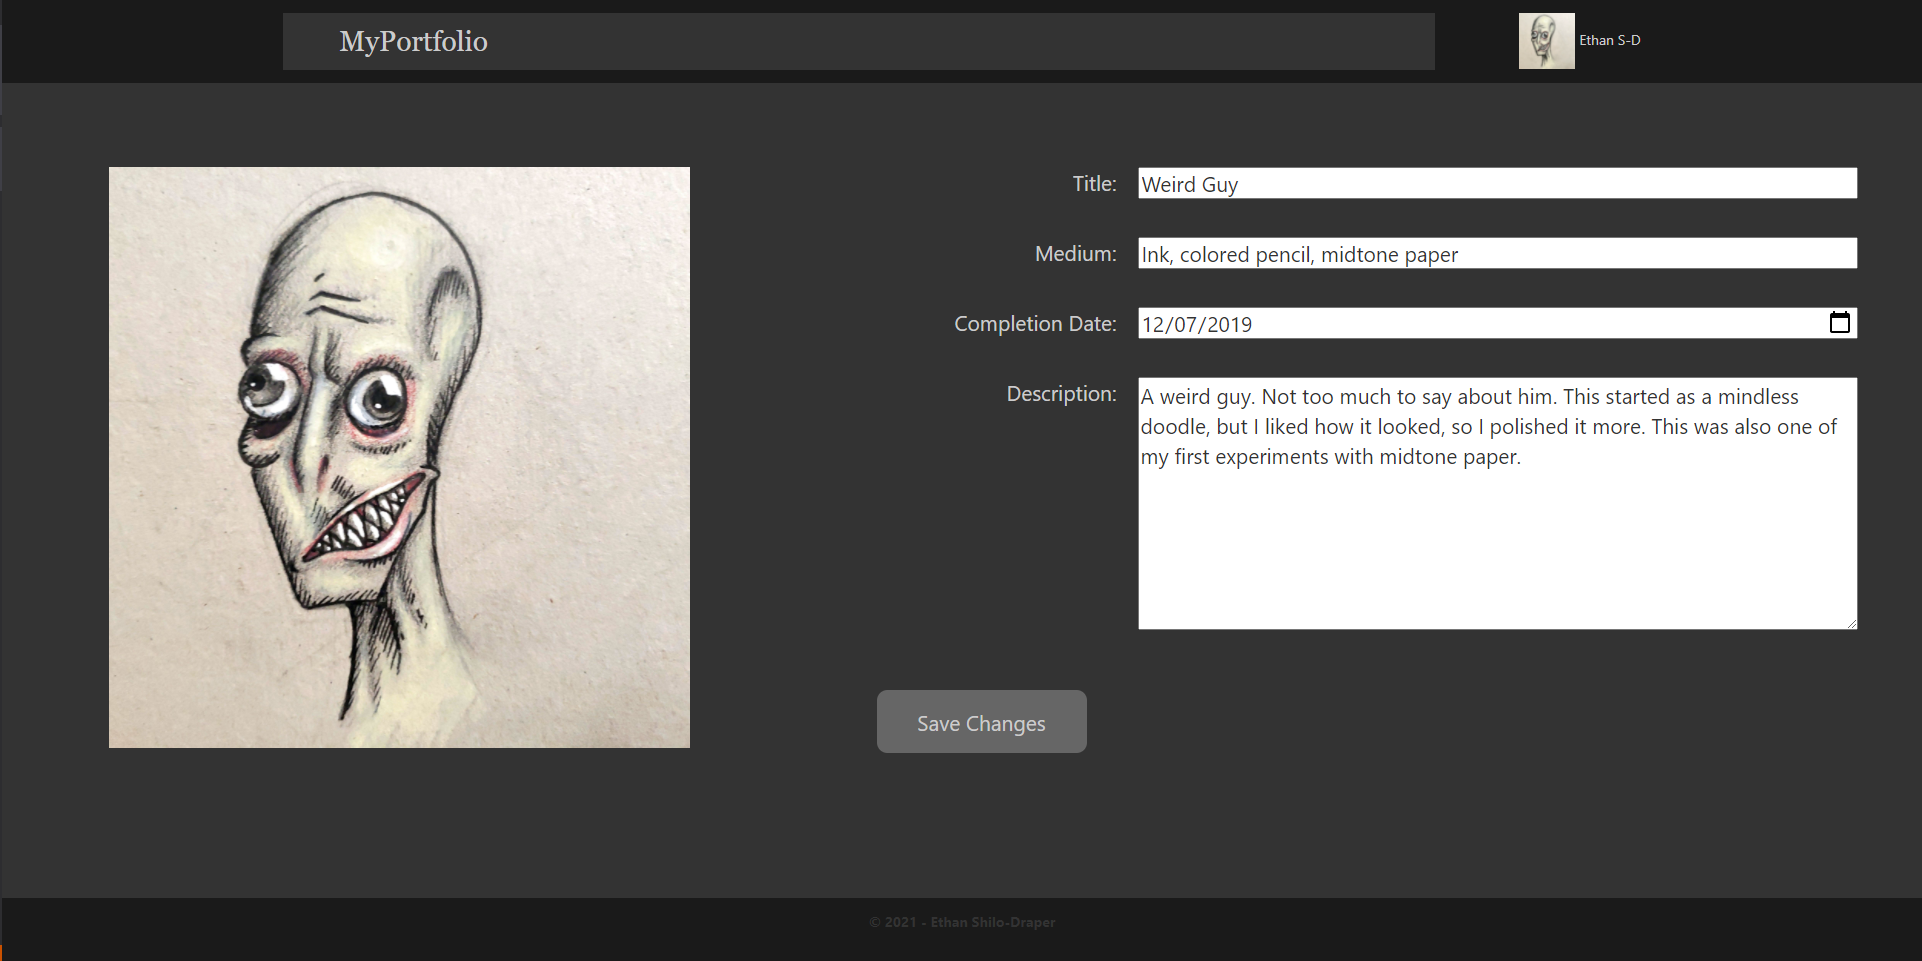 MyPortfolio
Ethan S-D
Title:
Weird Guy
Medium:
Ink, colored pencil, midtone paper
Completion Date:
12/07/2019
Description:
A weird guy. Not too much to say about him. This started as a mindless
doodle, but I liked how it looked, so I polished it more. This was also one of
my first experiments with midtone paper.
Save Changes
© 2021 - Ethan Shilo-Draper